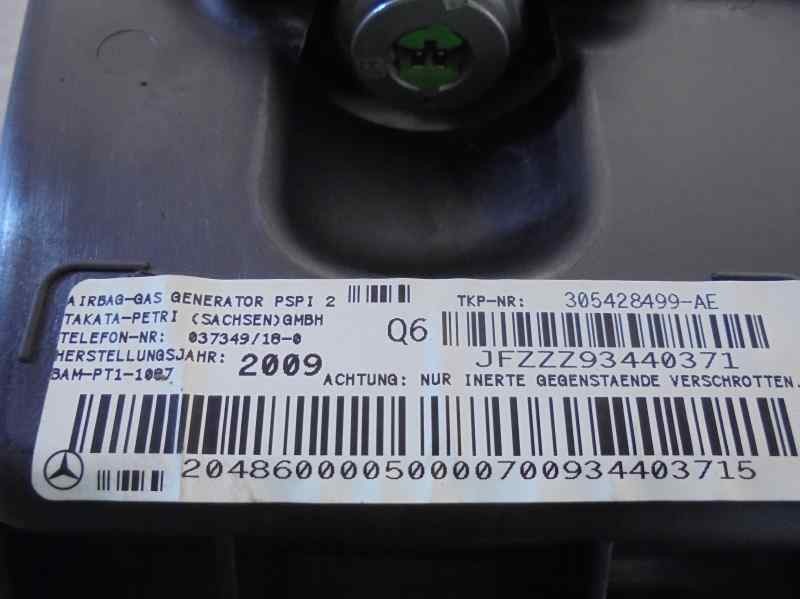 AIRBAG-GAS GENERATOR PSPI 2
TAKATA-PETRI (SACHSEN)GMBH
TELEFON-NR: 037349/18-0
HERSTELLUNGSJAHR: 2009
BAM-PT1-1087
Q6
TKP-NR: 305428499-AE
JFZZZ93440371
ACHTUNG: NUR INERTE GEGENSTAENDE VERSCHROTTEN.
20486000050000700934403715